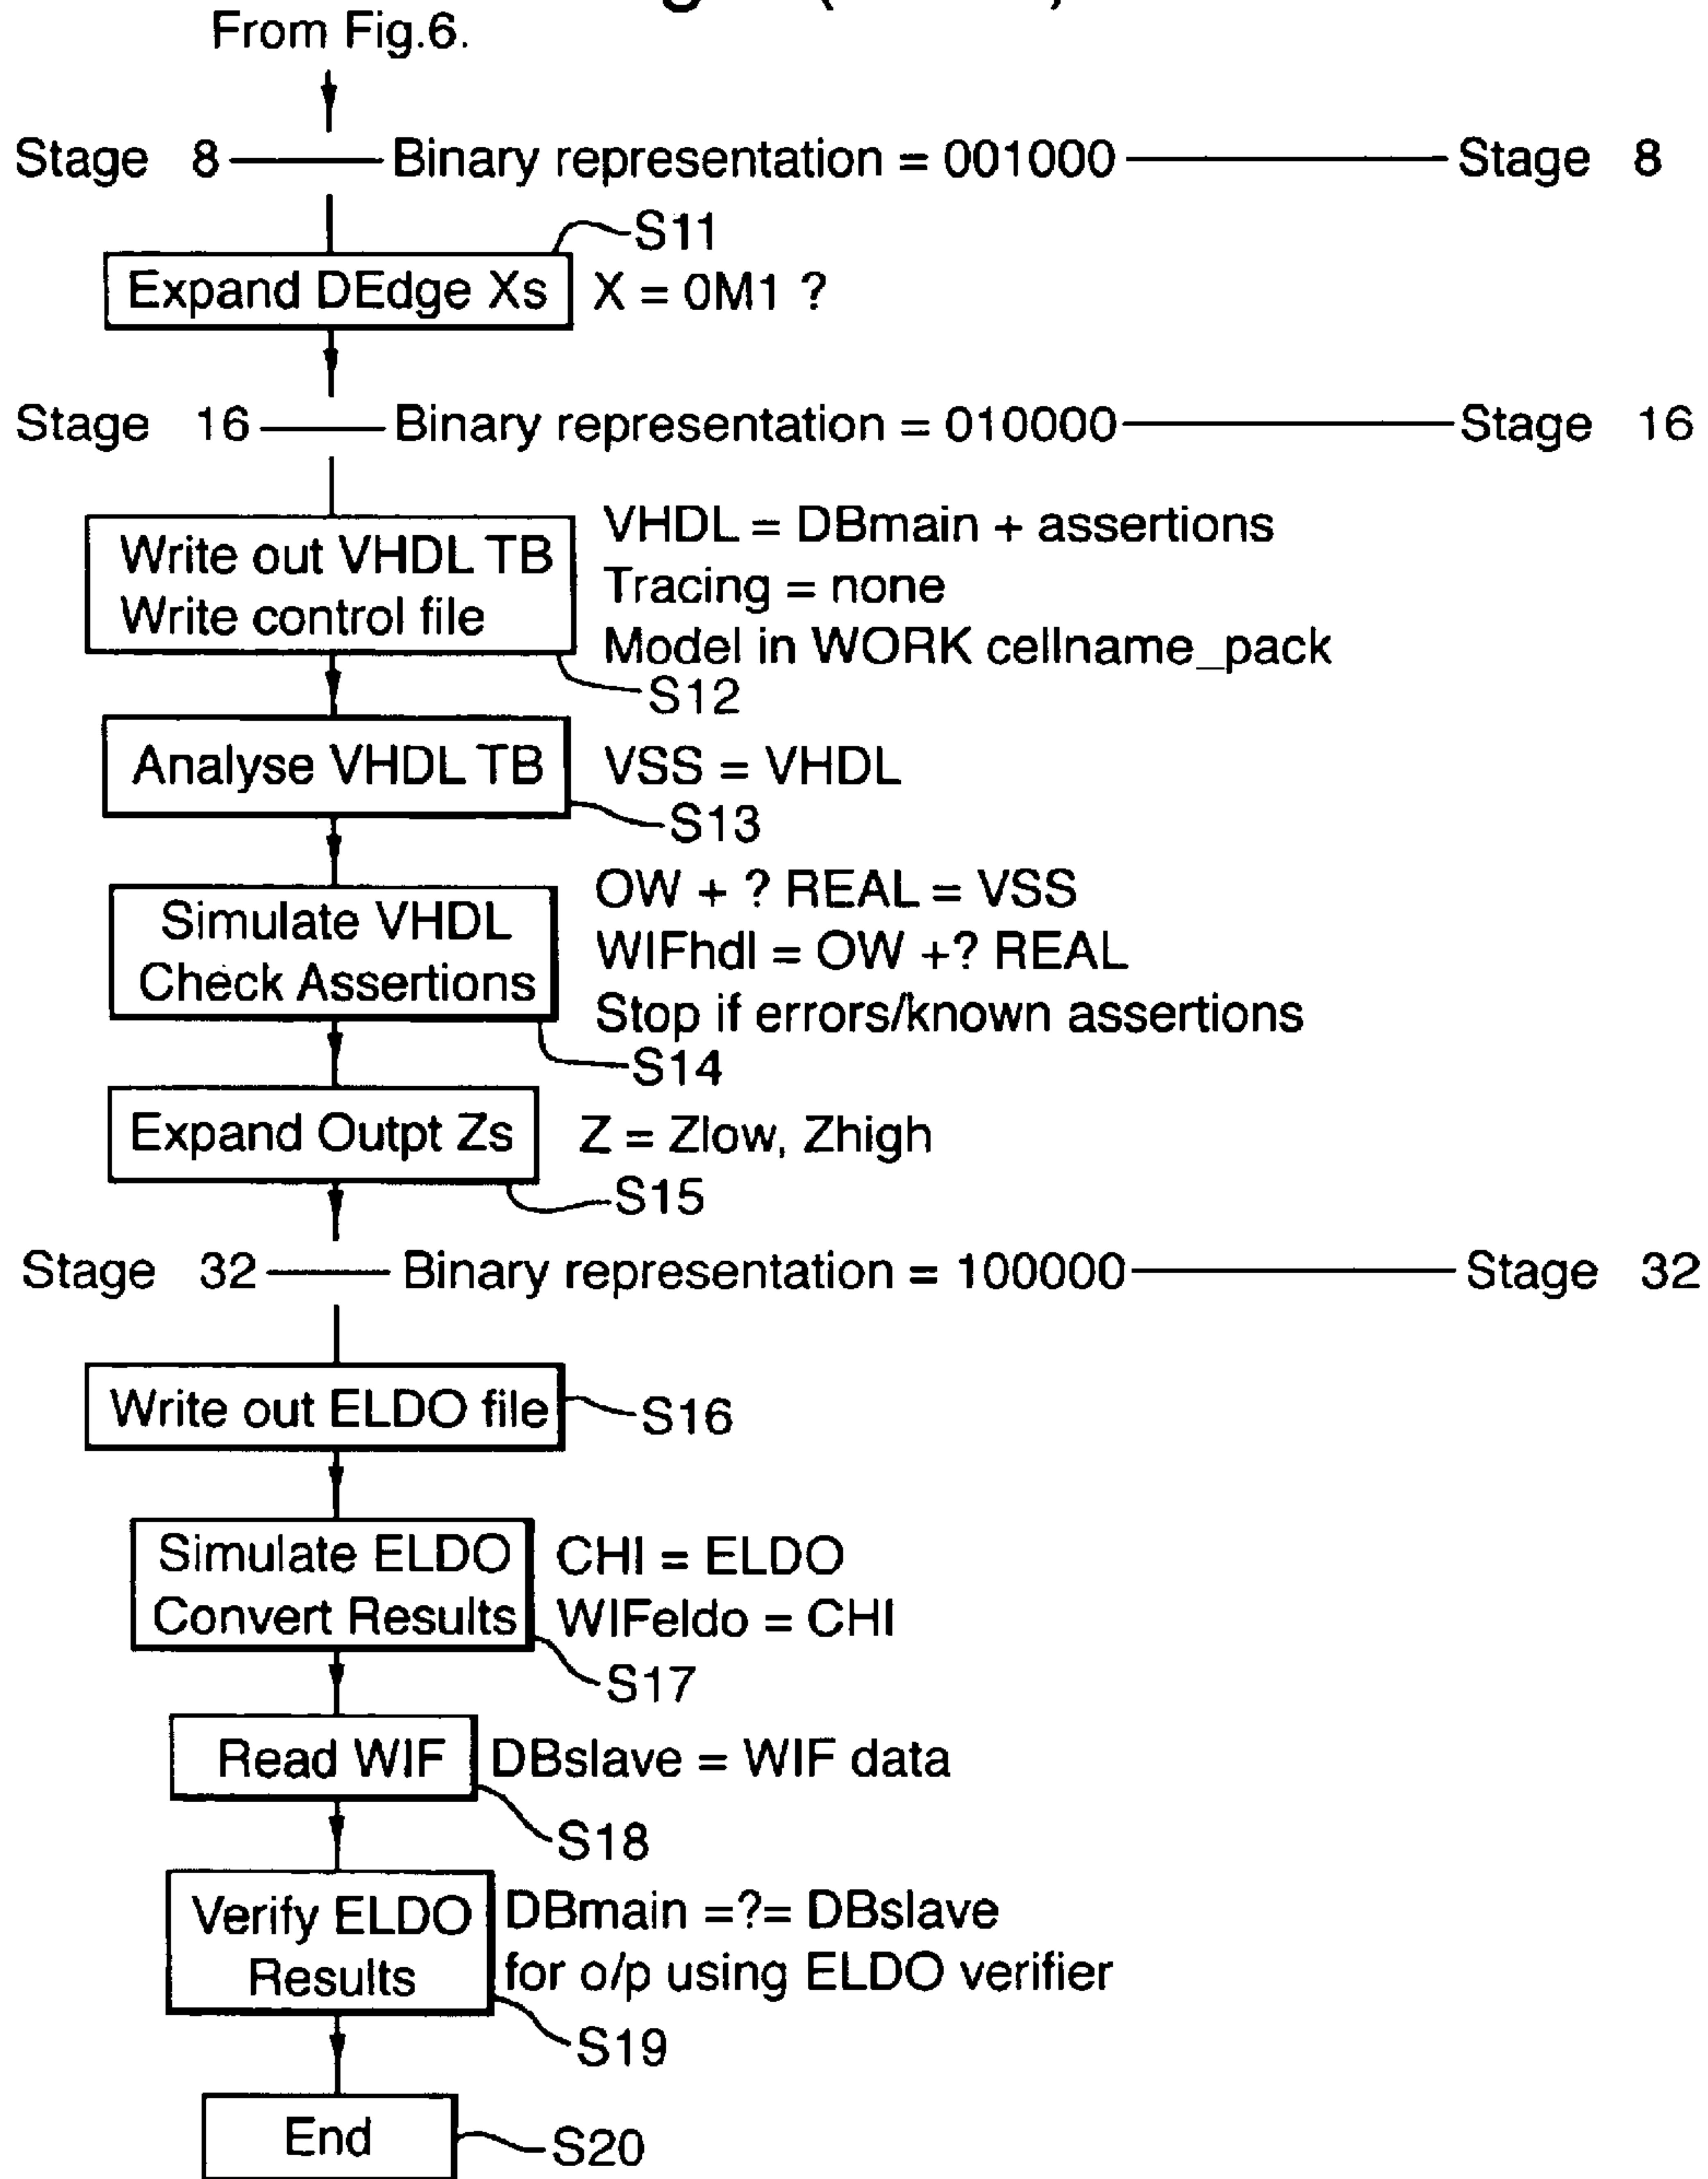 From Fig.6.
Stage 8 Binary representation = 001000 Stage 8
S11
Expand DEdge Xs X = 0M1 ?
Stage 16 Binary representation = 010000 Stage 16
Write out VHDL TB
Write control file
VHDL = DBmain + assertions
Tracing = none
Model in WORK cellname_pack
S12
Analyse VHDL TB VSS = VHDL
S13
Simulate VHDL
Check Assertions
OW + ? REAL = VSS
WIFhdl = OW +? REAL
Stop if errors/known assertions
S14
Expand Outpt Zs Z = Zlow, Zhigh
S15
Stage 32 Binary representation = 100000 Stage 32
Write out ELDO file S16
Simulate ELDO
Convert Results
CHI = ELDO
WIFeldo = CHI
S17
Read WIF DBslave = WIF data
S18
Verify ELDO
Results
DBmain =?= DBslave
for o/p using ELDO verifier
S19
End S20